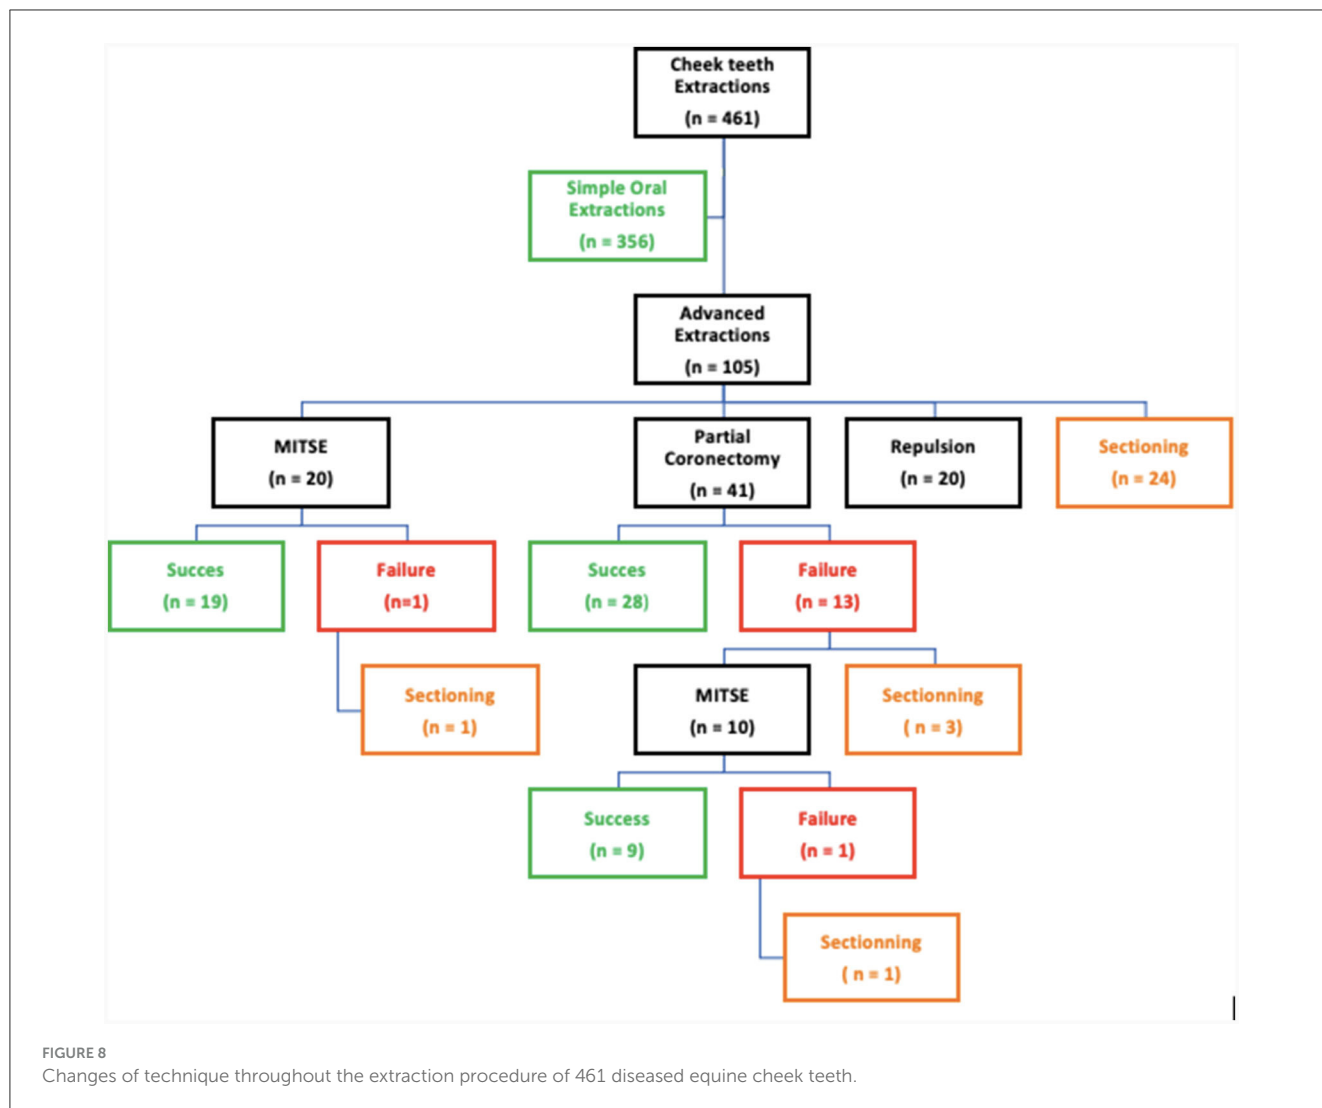 Cheek teeth
Extractions
(n = 461)
Simple Oral
Extractions
(n = 356)
Advanced
Extractions
(n = 105)
MITSE
(n = 20)
Partial
Coronectomy
(n = 41)
Repulsion
(n = 20)
Sectioning
(n = 24)
Succes
(n = 19)
Failure
(n=1)
Succes
(n = 28)
Failure
(n = 13)
Sectioning
(n = 1)
MITSE
(n = 10)
Sectionning
( n = 3)
Success
(n = 9)
Failure
(n = 1)
Sectionning
( n = 1)
FIGURE 8
Changes of technique throughout the extraction procedure of 461 diseased equine cheek teeth.